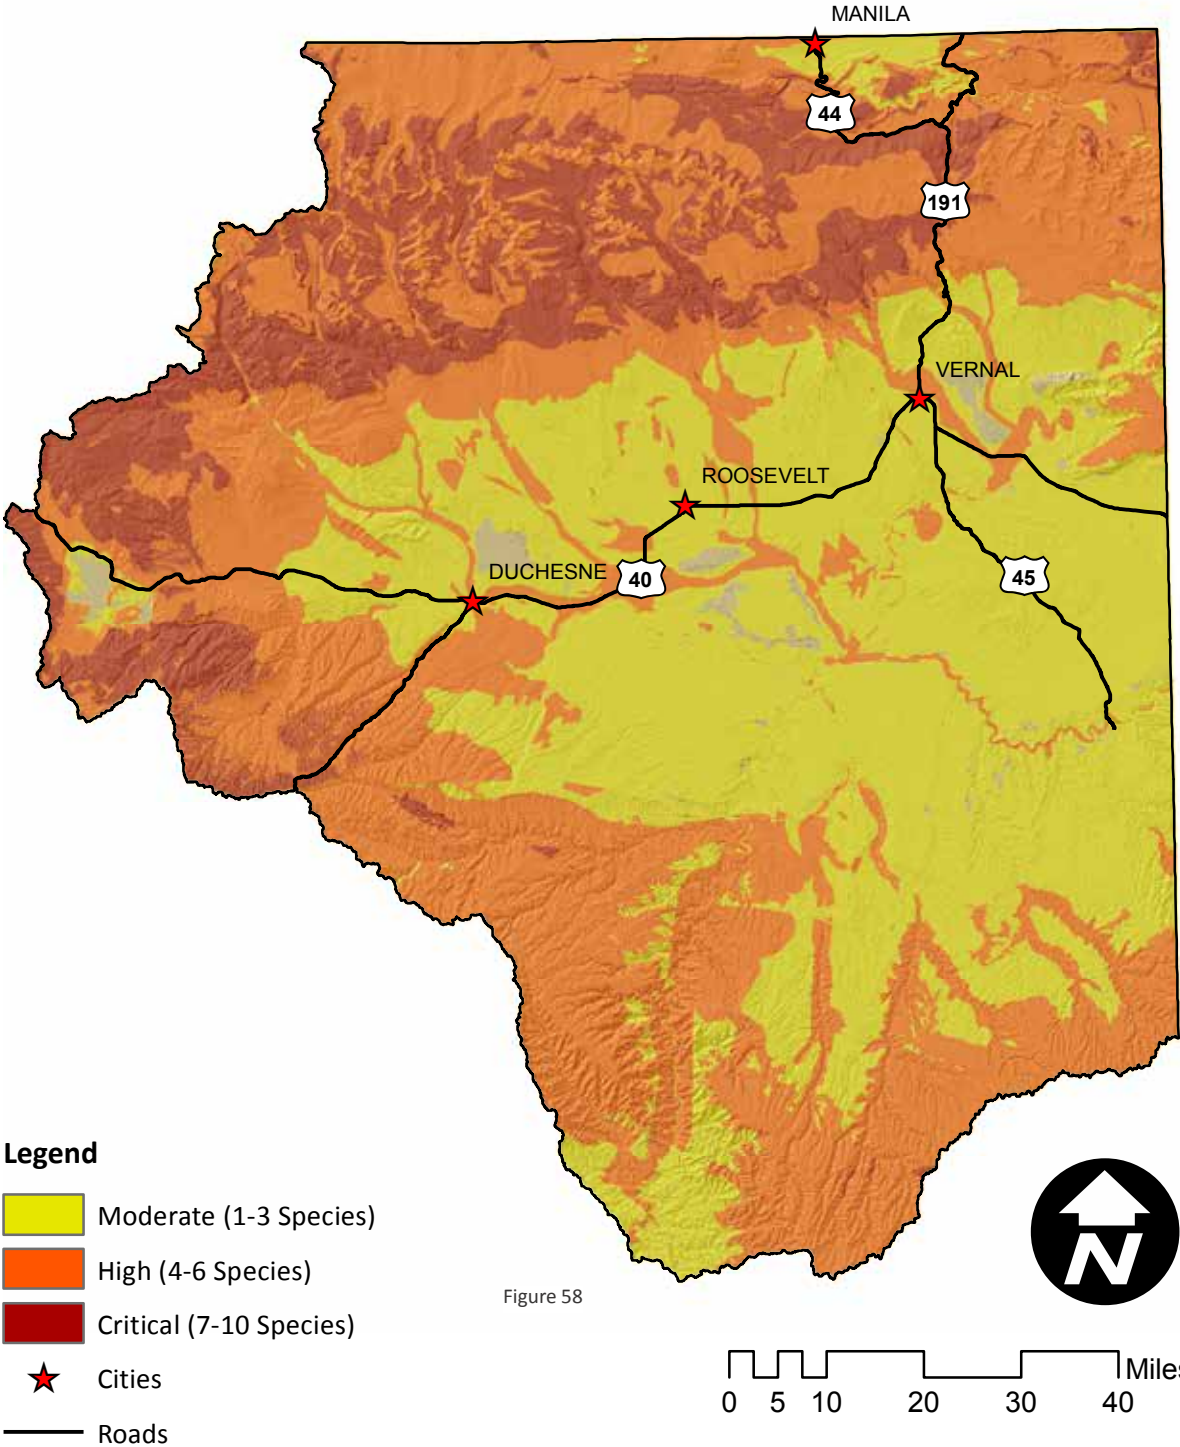 MANILA
44
191
VERNAL
ROOSEVELT
DUCHESNE
40
45
Legend
Moderate (1-3 Species)
High (4-6 Species)
Critical (7-10 Species)
Cities
Roads
Figure 58
N
Miles
0 5 10 20 30 40